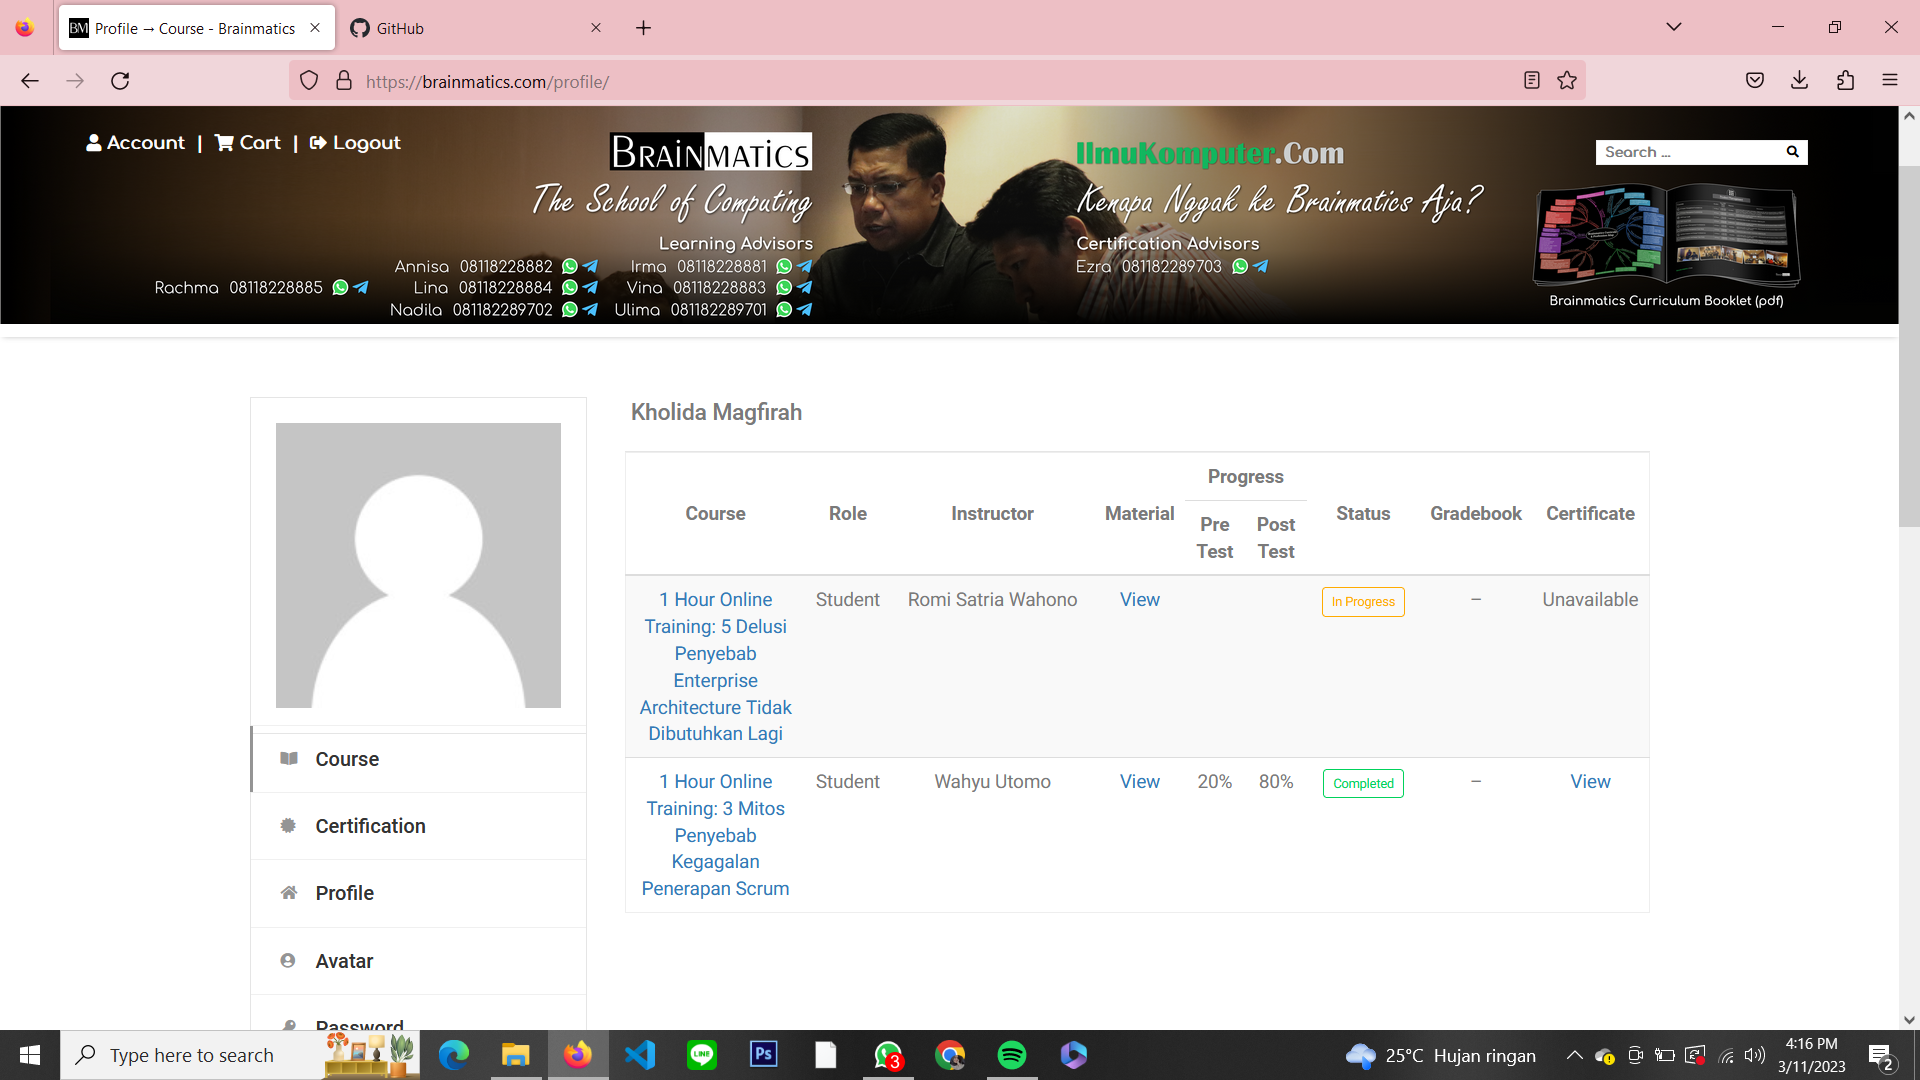 Profile → Course - Brainmatics
GitHub
https://brainmatics.com/profile/
Account | Cart | Logout
BRAINMATICS
The School of Computing
IlmuKomputer.Com
Kenapa Nggak ke Brainmatics Aja?
Search ...
Learning Advisors
Annisa 08118228882 Irma 08118228881
Rachma 08118228885 Lina 08118228884 Vina 08118228883
Nadila 081182289702 Ulima 081182289701
Certification Advisors
Ezra 081182289703
Brainmatics Curriculum Booklet (pdf)
Kholida Magfirah
Course
Role
Instructor
Material
Progress
Pre Test
Post Test
Status
Gradebook
Certificate
1 Hour Online
Training: 5 Delusi
Penyebab
Enterprise
Architecture Tidak
Dibutuhkan Lagi
Student
Romi Satria Wahono
View
In Progress
–
Unavailable
1 Hour Online
Training: 3 Mitos
Penyebab
Kegagalan
Penerapan Scrum
Student
Wahyu Utomo
View
20%
80%
Completed
–
View
Course
Certification
Profile
Avatar
Password
Type here to search
LINE
Ps
3
25°C Hujan ringan
4:16 PM
3/11/2023
2
BM